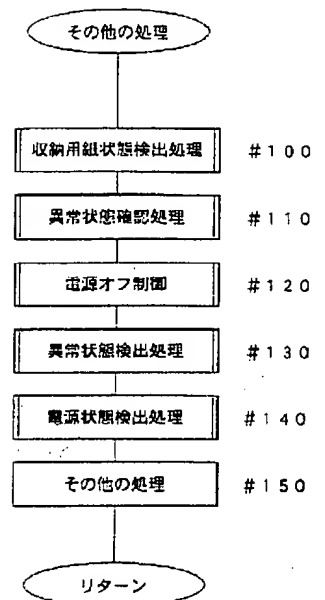 その他の処理
収納用組状態検出処理 #100
異常状態確認処理 #110
電源オフ制御 #120
異常状態検出処理 #130
電源状態検出処理 #140
その他の処理 #150
リターン